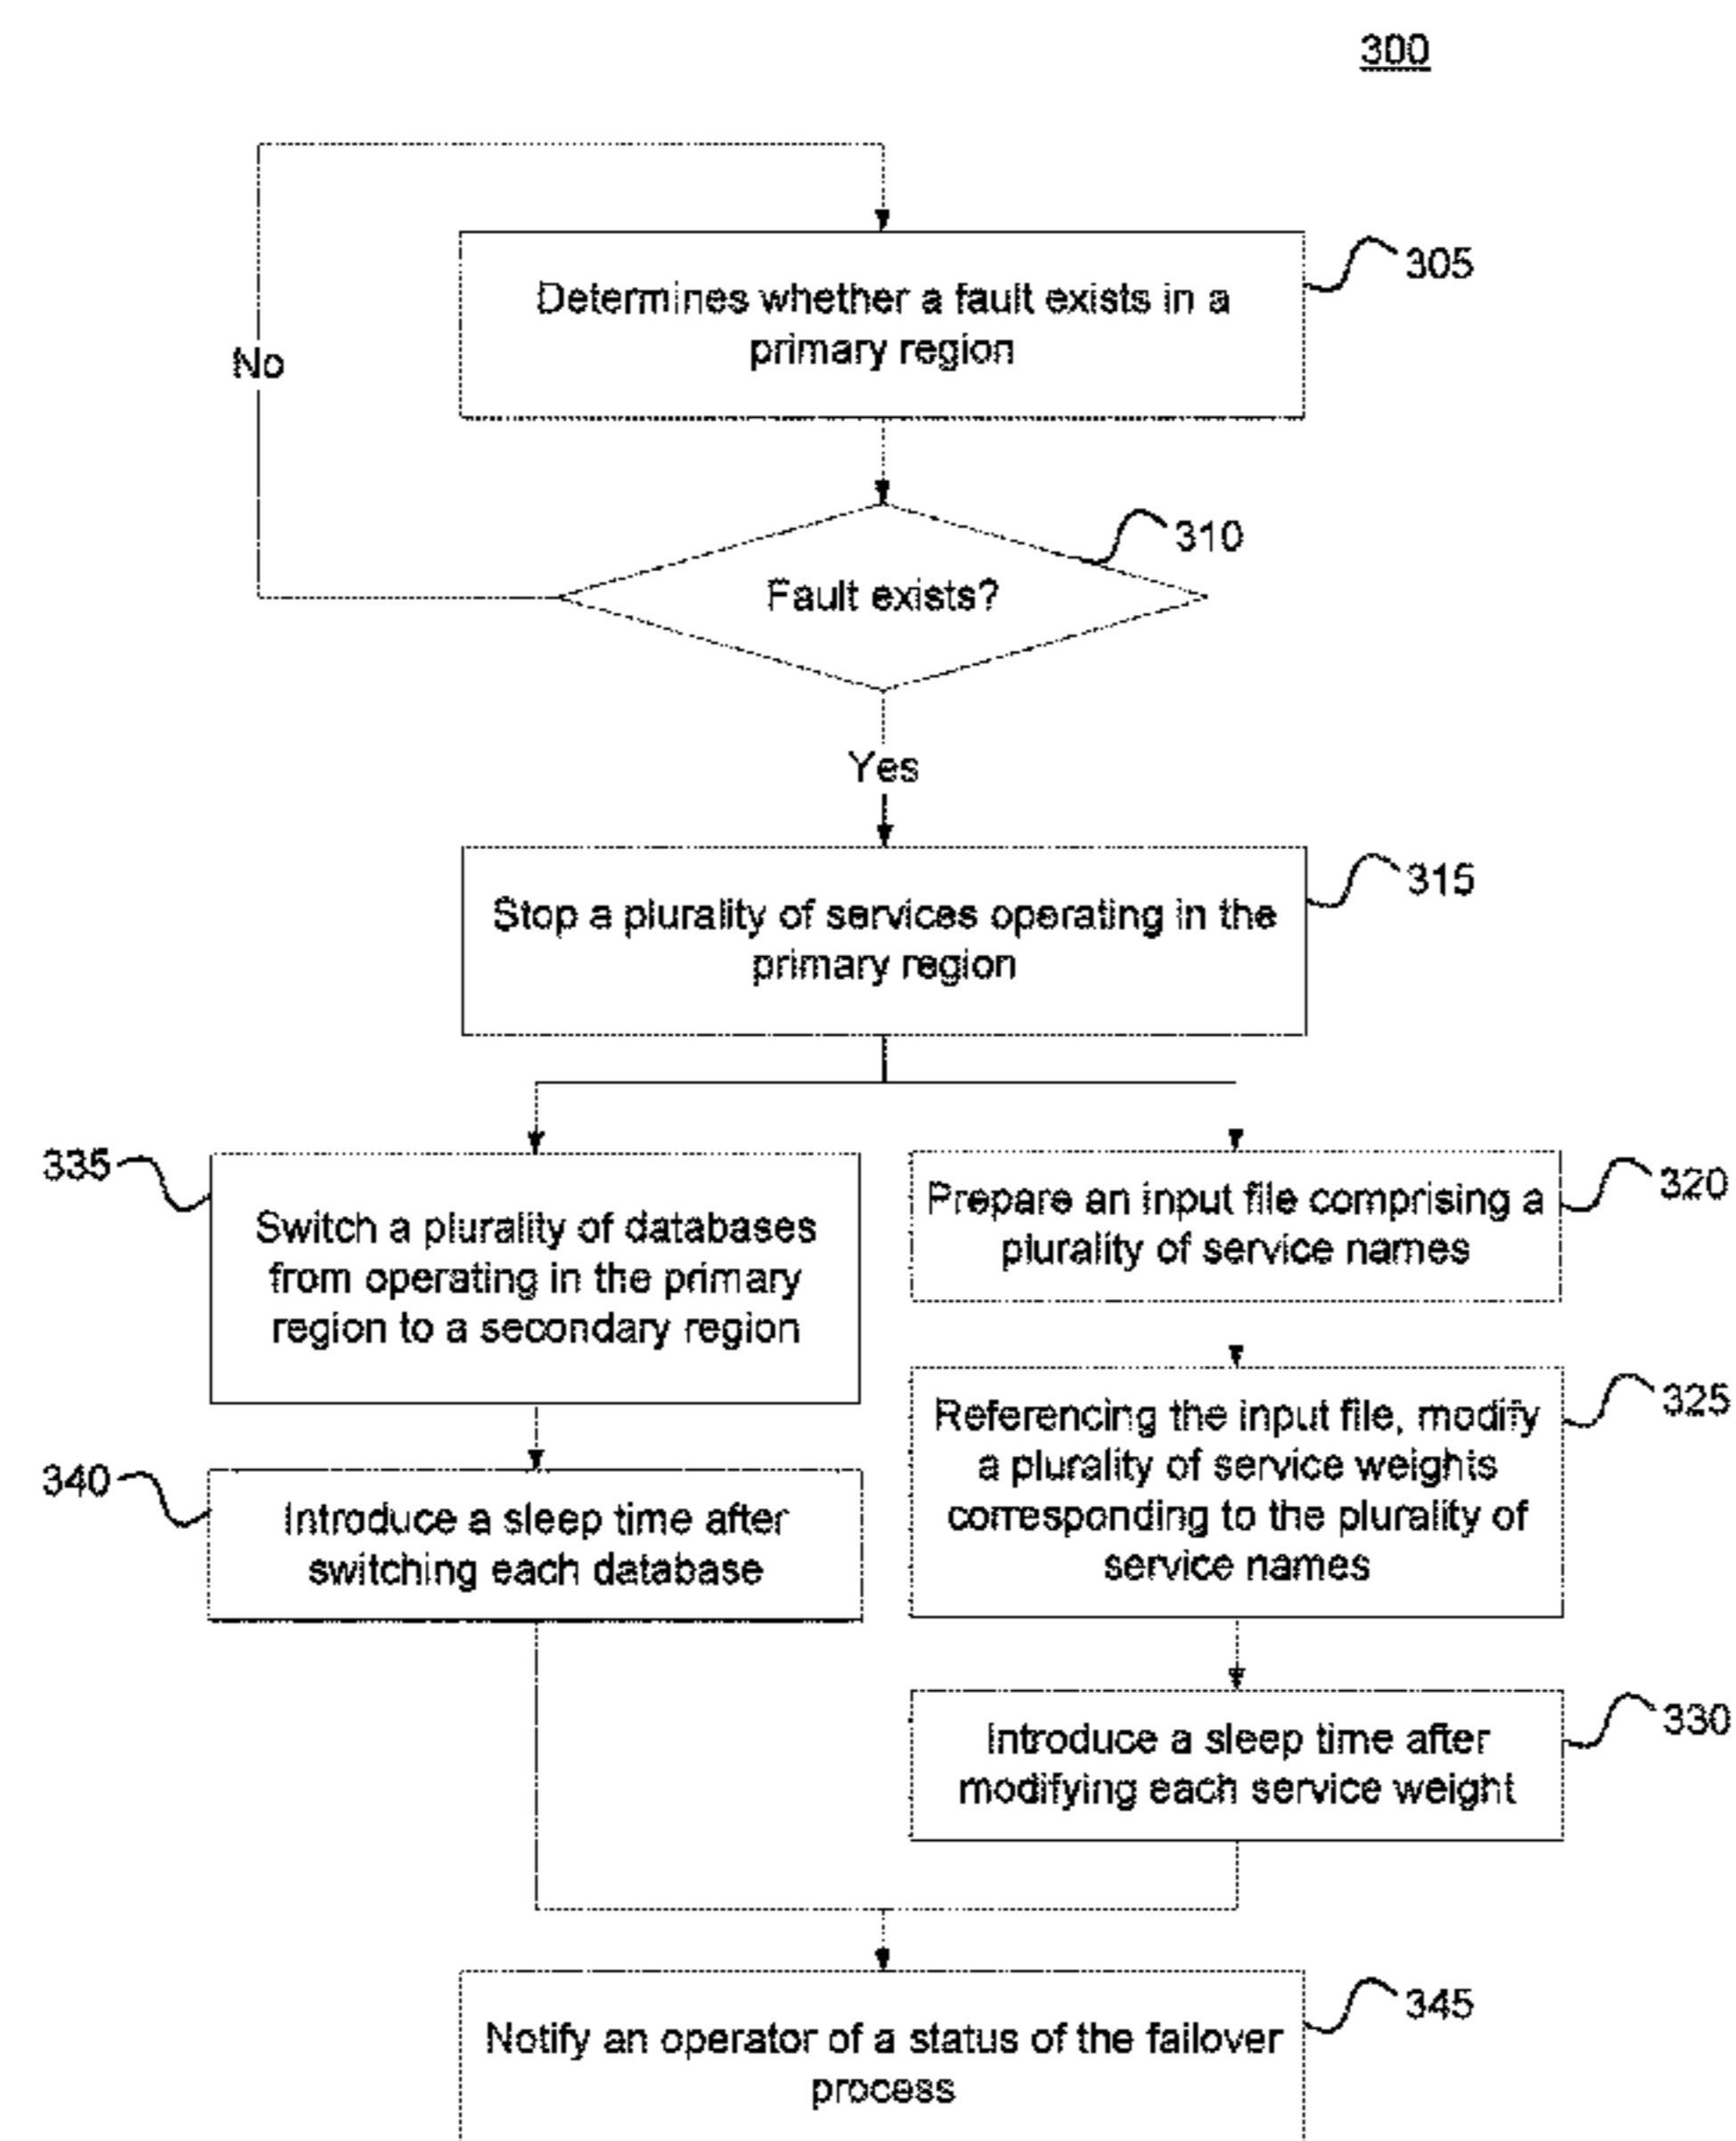 300
Determines whether a fault exists in a
primary region
305
No
Fault exists?
310
Yes
Stop a plurality of services operating in the
primary region
315
335
Switch a plurality of databases
from operating in the primary
region to a secondary region
340
Introduce a sleep time after
switching each database
Prepare an input file comprising a
plurality of service names
320
Referencing the input file, modify
a plurality of service weights
corresponding to the plurality of
service names
325
Introduce a sleep time after
modifying each service weight
330
Notify an operator of a status of the failover
process
345